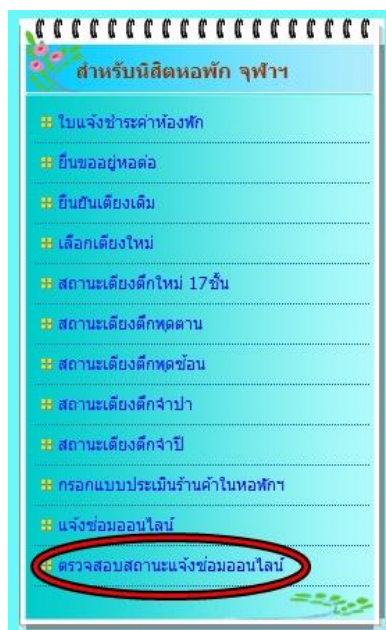 สำหรับนิสิตหอพัก จุฬาฯ
ใบแจ้งชำระค่าห้องพัก
ยื่นขออยู่หอต่อ
ยืนยันเตียงเดิม
เลือกเตียงใหม่
สถานะเตียงตึกใหม่ 17ชั้น
สถานะเตียงตึกพุดตาน
สถานะเตียงตึกพุดซ้อน
สถานะเตียงตึกจำปา
สถานะเตียงตึกจำปี
กรอกแบบประเมินร้านค้าในหอพักฯ
แจ้งซ่อมออนไลน์
ตรวจสอบสถานะแจ้งซ่อมออนไลน์